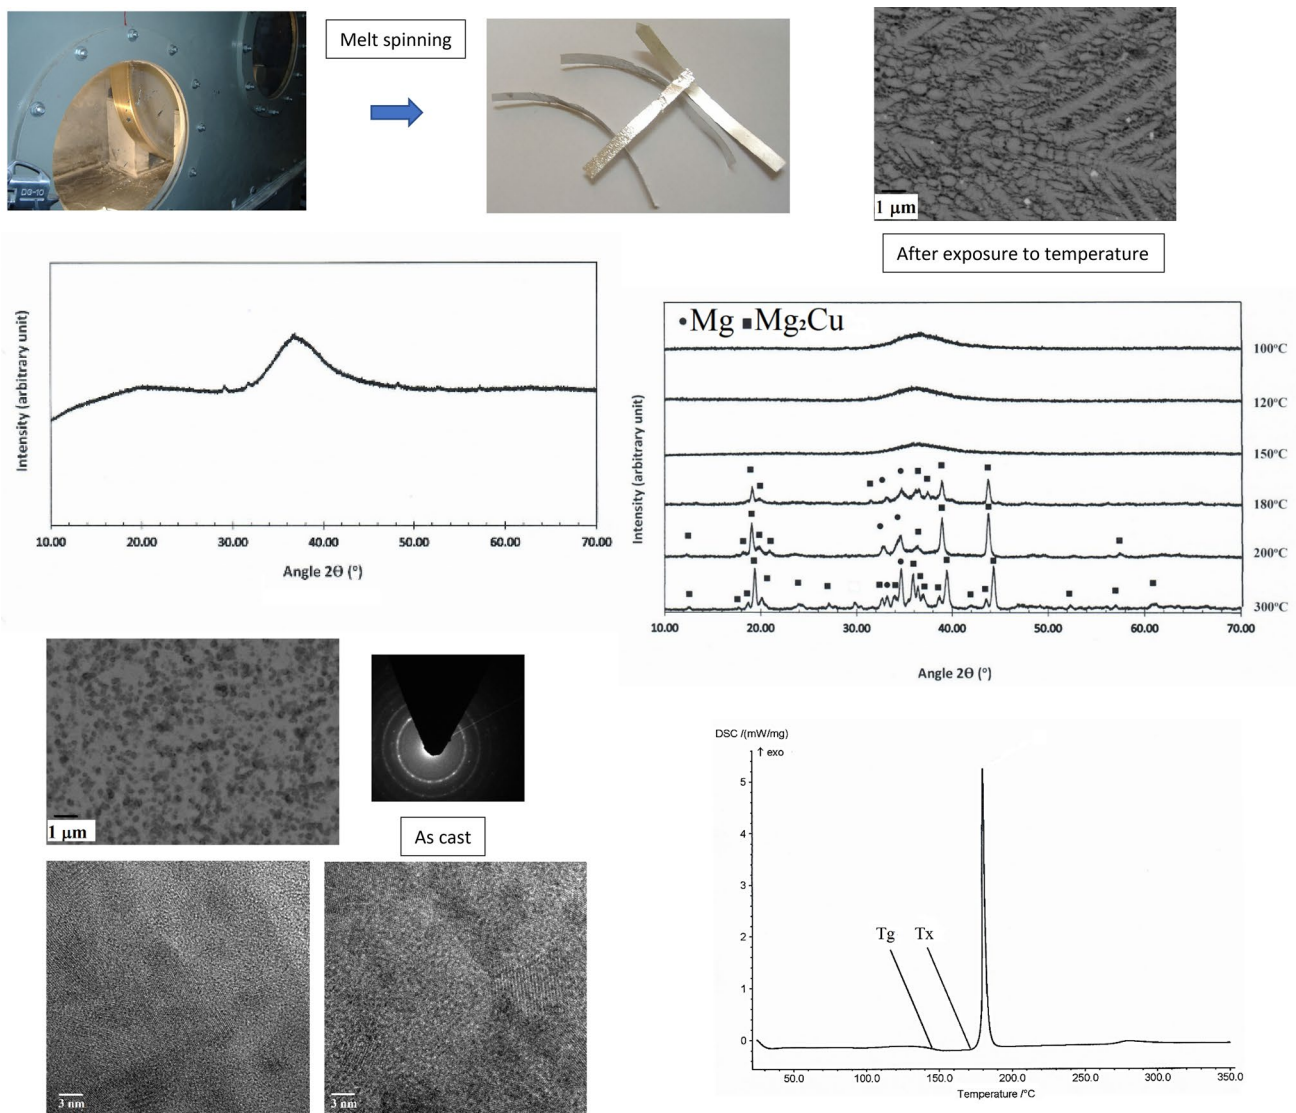 Melt spinning
DS-10
1 μm
After exposure to temperature
Intensity (arbitrary unit)
10.00 20.00 30.00 40.00 50.00 60.00 70.00
Angle 2Θ (°)
•Mg ■Mg₂Cu
Intensity (arbitrary unit)
100°C
120°C
150°C
180°C
200°C
300°C
10.00 20.00 30.00 40.00 50.00 60.00 70.00
Angle 2Θ (°)
1 μm
As cast
3 nm
3 nm
DSC /(mW/mg)
↑ exo
5
4
3
2
1
0
Tg Tx
50.0 100.0 150.0 200.0 250.0 300.0 350.0
Temperature /°C